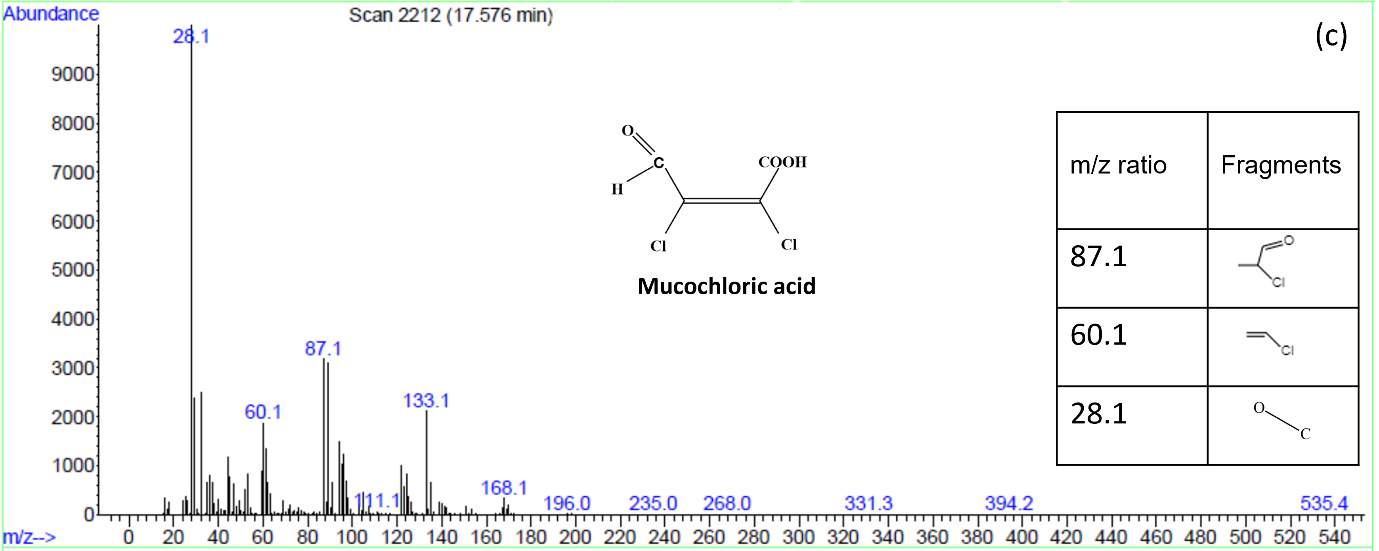 Abundance
Scan 2212 (17.576 min)
(c)
28.1
9000
8000
7000
6000
5000
4000
3000
2000
1000
0
87.1
60.1
133.1
111.1
168.1
196.0
235.0
268.0
331.3
394.2
535.4
O
C
H
COOH
Cl
Cl
Mucochloric acid
m/z ratio Fragments
87.1
O
Cl
60.1
Cl
28.1
O
C
m/z-->
0 20 40 60 80 100 120 140 160 180 200 220 240 260 280 300 320 340 360 380 400 420 440 460 480 500 520 540